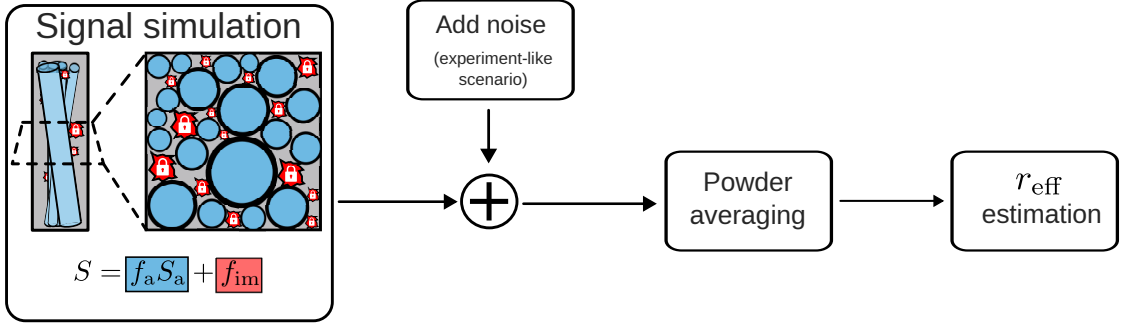 Signal simulation
S = f_a S_a + f_im
Add noise
(experiment-like
scenario)
Powder
averaging
r_eff
estimation